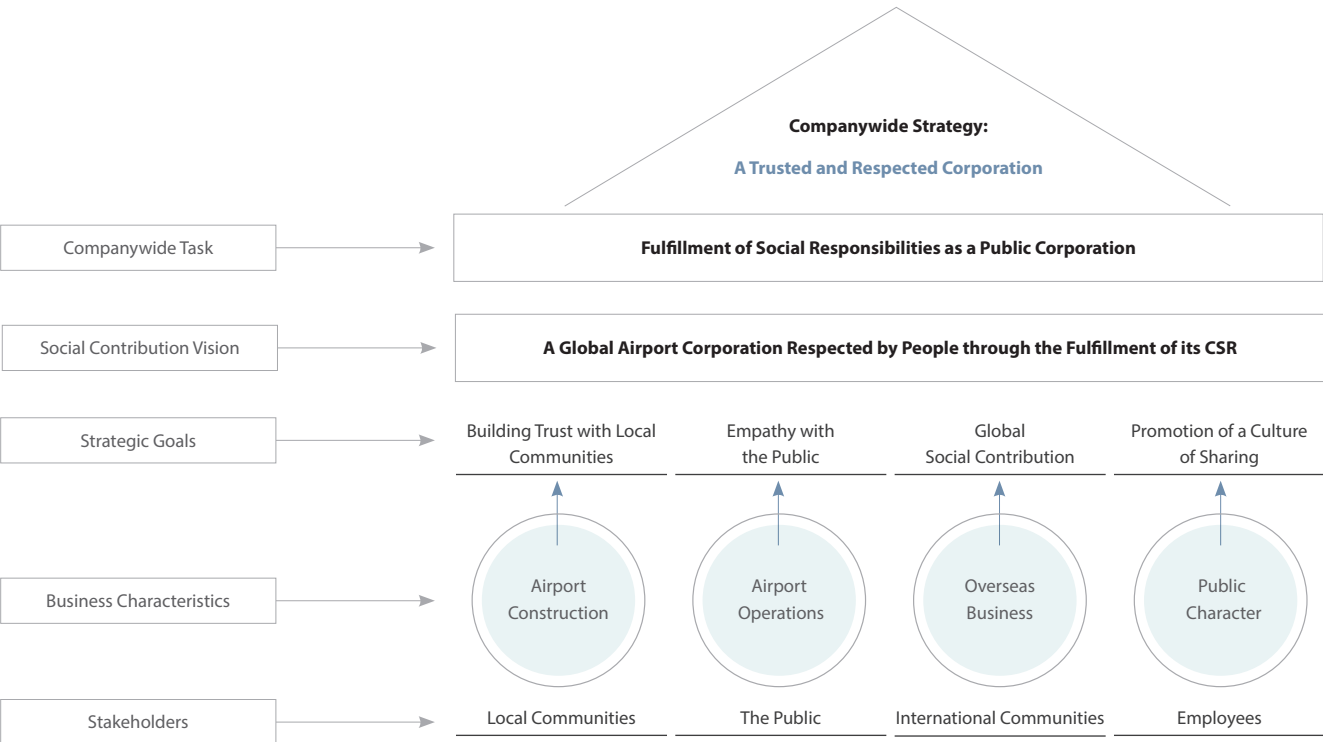 Companywide Strategy:
A Trusted and Respected Corporation
Companywide Task
Fulfillment of Social Responsibilities as a Public Corporation
Social Contribution Vision
A Global Airport Corporation Respected by People through the Fulfillment of its CSR
Strategic Goals
Building Trust with Local
Communities
Empathy with
the Public
Global
Social Contribution
Promotion of a Culture
of Sharing
Business Characteristics
Airport
Construction
Airport
Operations
Overseas
Business
Public
Character
Stakeholders
Local Communities
The Public
International Communities
Employees